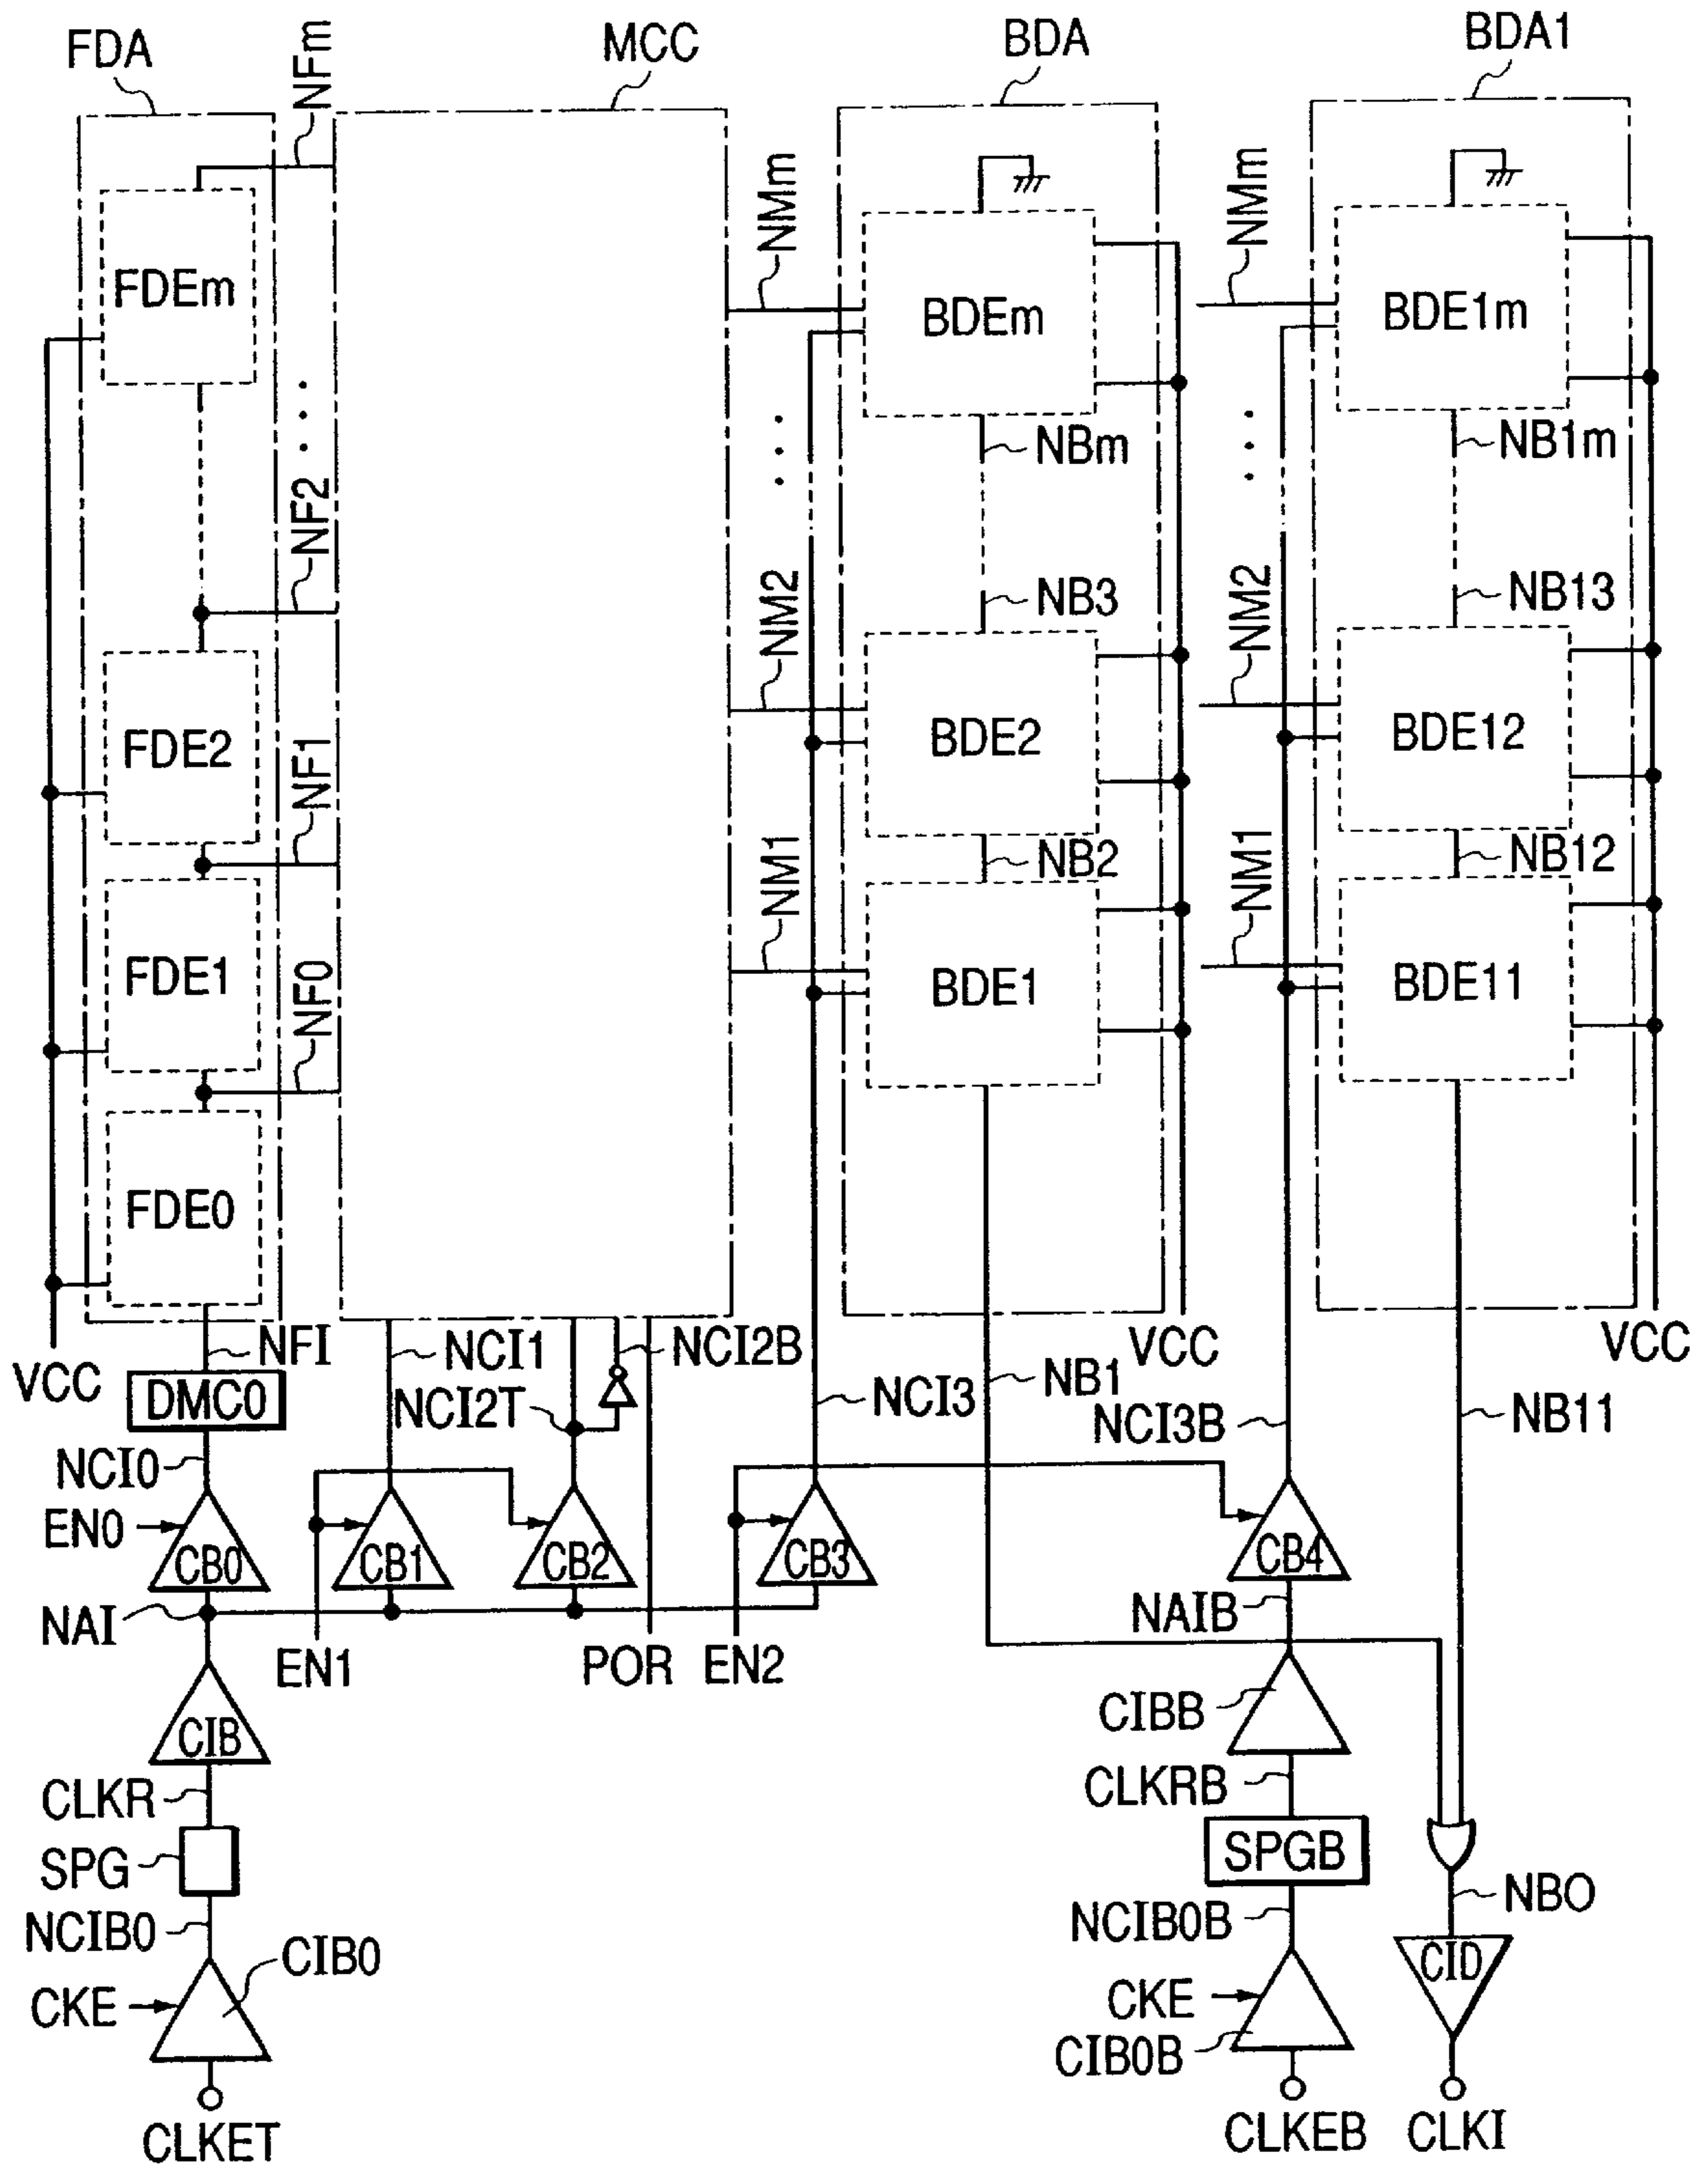 FDA
NFm
MCC
BDA
BDA1
FDEm
NMm
BDEm
NMm
BDE1m
NBm
NB1m
NF2
NM2
NB3
NM2
NB13
FDE2
NF1
BDE2
BDE12
NM1
NB2
NM1
NB12
FDE1
NF0
BDE1
BDE11
FDE0
VCC
NFI
NCI1
NCI2B
VCC
VCC
DMC0
NCI2T
NCI3
NB1
NCI3B
NB11
NCI0
EN0
CB0
CB1
CB2
CB3
CB4
NAI
NAIB
EN1
POR
EN2
CIB
CIBB
CLKR
CLKRB
SPG
SPGB
NBO
NCIB0
NCIB0B
CIB0
CID
CKE
CKE
CIB0B
CLKET
CLKEB
CLKI